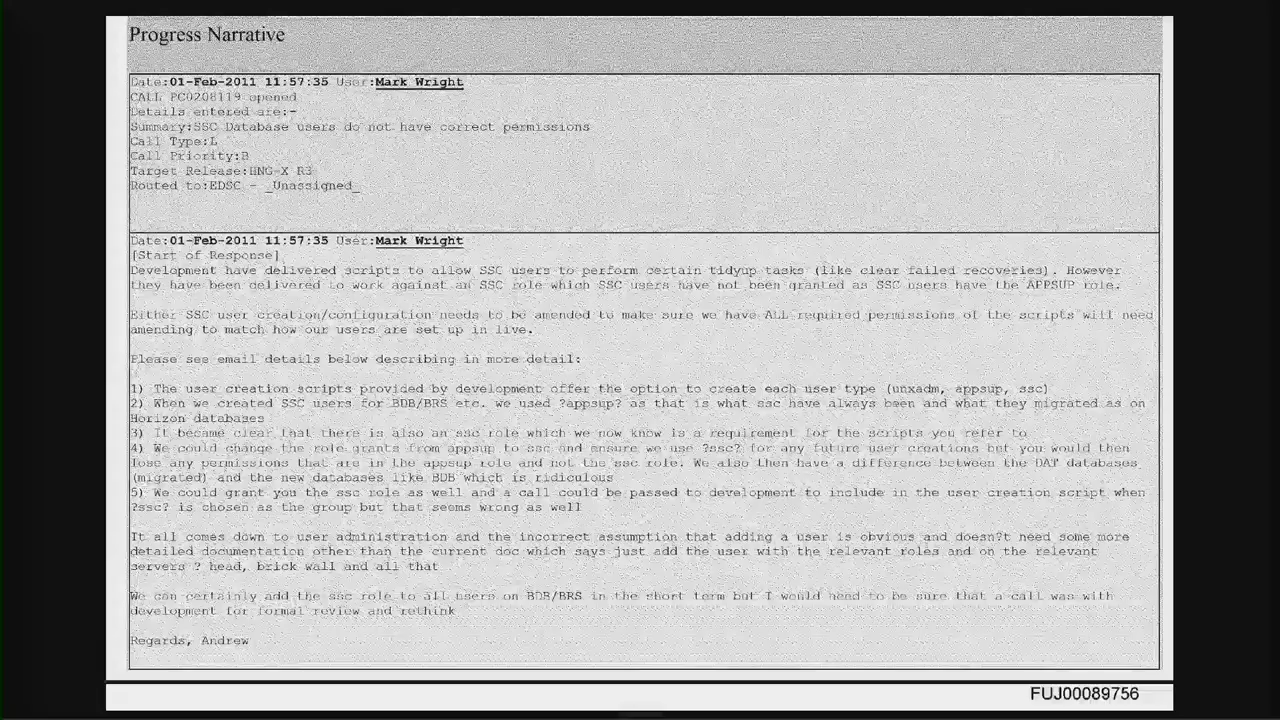 Progress Narrative
Date:01-Feb-2011 11:57:35 User:Mark Wright
CALL PC0208119 opened
Details entered are:-
Summary:SSC Database users do not have correct permissions
Call Type:L
Call Priority:B
Target Release:HNG-X R3
Routed to:EDSC - _Unassigned_
Date:01-Feb-2011 11:57:35 User:Mark Wright
[Start of Response]
Development have delivered scripts to allow SSC users to perform certain tidyup tasks (like clear failed recoveries). However
they have been delivered to work against an SSC role which SSC users have not been granted as SSC users have the APPSUP role.
Either SSC user creation/configuration needs to be amended to make sure we have ALL required permissions of the scripts will need
amending to match how our users are set up in live.
Please see email details below describing in more detail:
1) The user creation scripts provided by development offer the option to create each user type (unxadm, appsup, ssc)
2) When we created SSC users for BDB/BRS etc. we used ?appsup? as that is what ssc have always been and what they migrated as on
Horizon databases
3) It became clear that there is also an ssc role which we now know is a requirement for the scripts you refer to
4) We could change the role grants from appsup to ssc and ensure we use ?ssc? for any future user creations but you would then
lose any permissions that are in the appsup role and not the ssc role. We also then have a difference between the DAT databases
(migrated) and the new databases like BDB which is ridiculous
5) We could grant you the ssc role as well and a call could be passed to development to include in the user creation script when
?ssc? is chosen as the group but that seems wrong as well
It all comes down to user administration and the incorrect assumption that adding a user is obvious and doesn?t need some more
detailed documentation other than the current doc which says just add the user with the relevant roles and on the relevant
servers ? head, brick wall and all that
We can certainly add the ssc role to all users on BDB/BRS in the short term but I would need to be sure that a call was with
development for formal review and rethink
Regards, Andrew
FUJ00089756